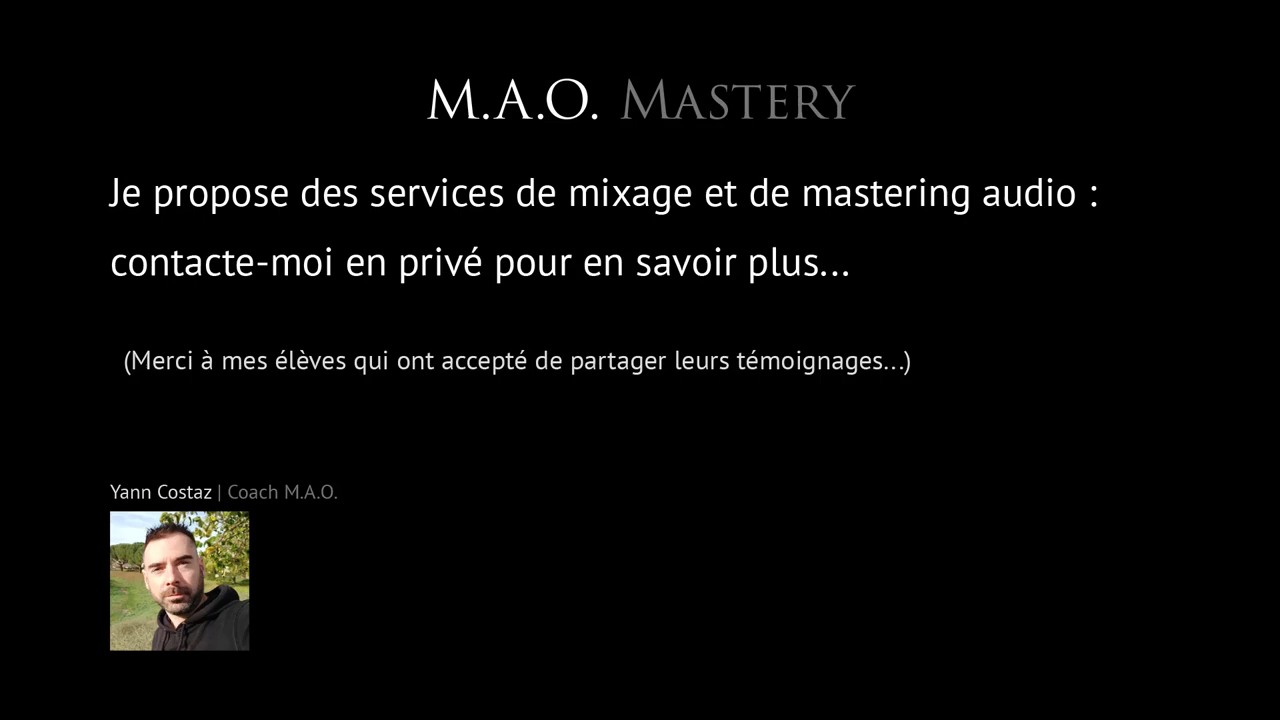 M.A.O. MASTERY
Je propose des services de mixage et de mastering audio :
contacte-moi en privé pour en savoir plus...
(Merci à mes élèves qui ont accepté de partager leurs témoignages...)
Yann Costaz | Coach M.A.O.